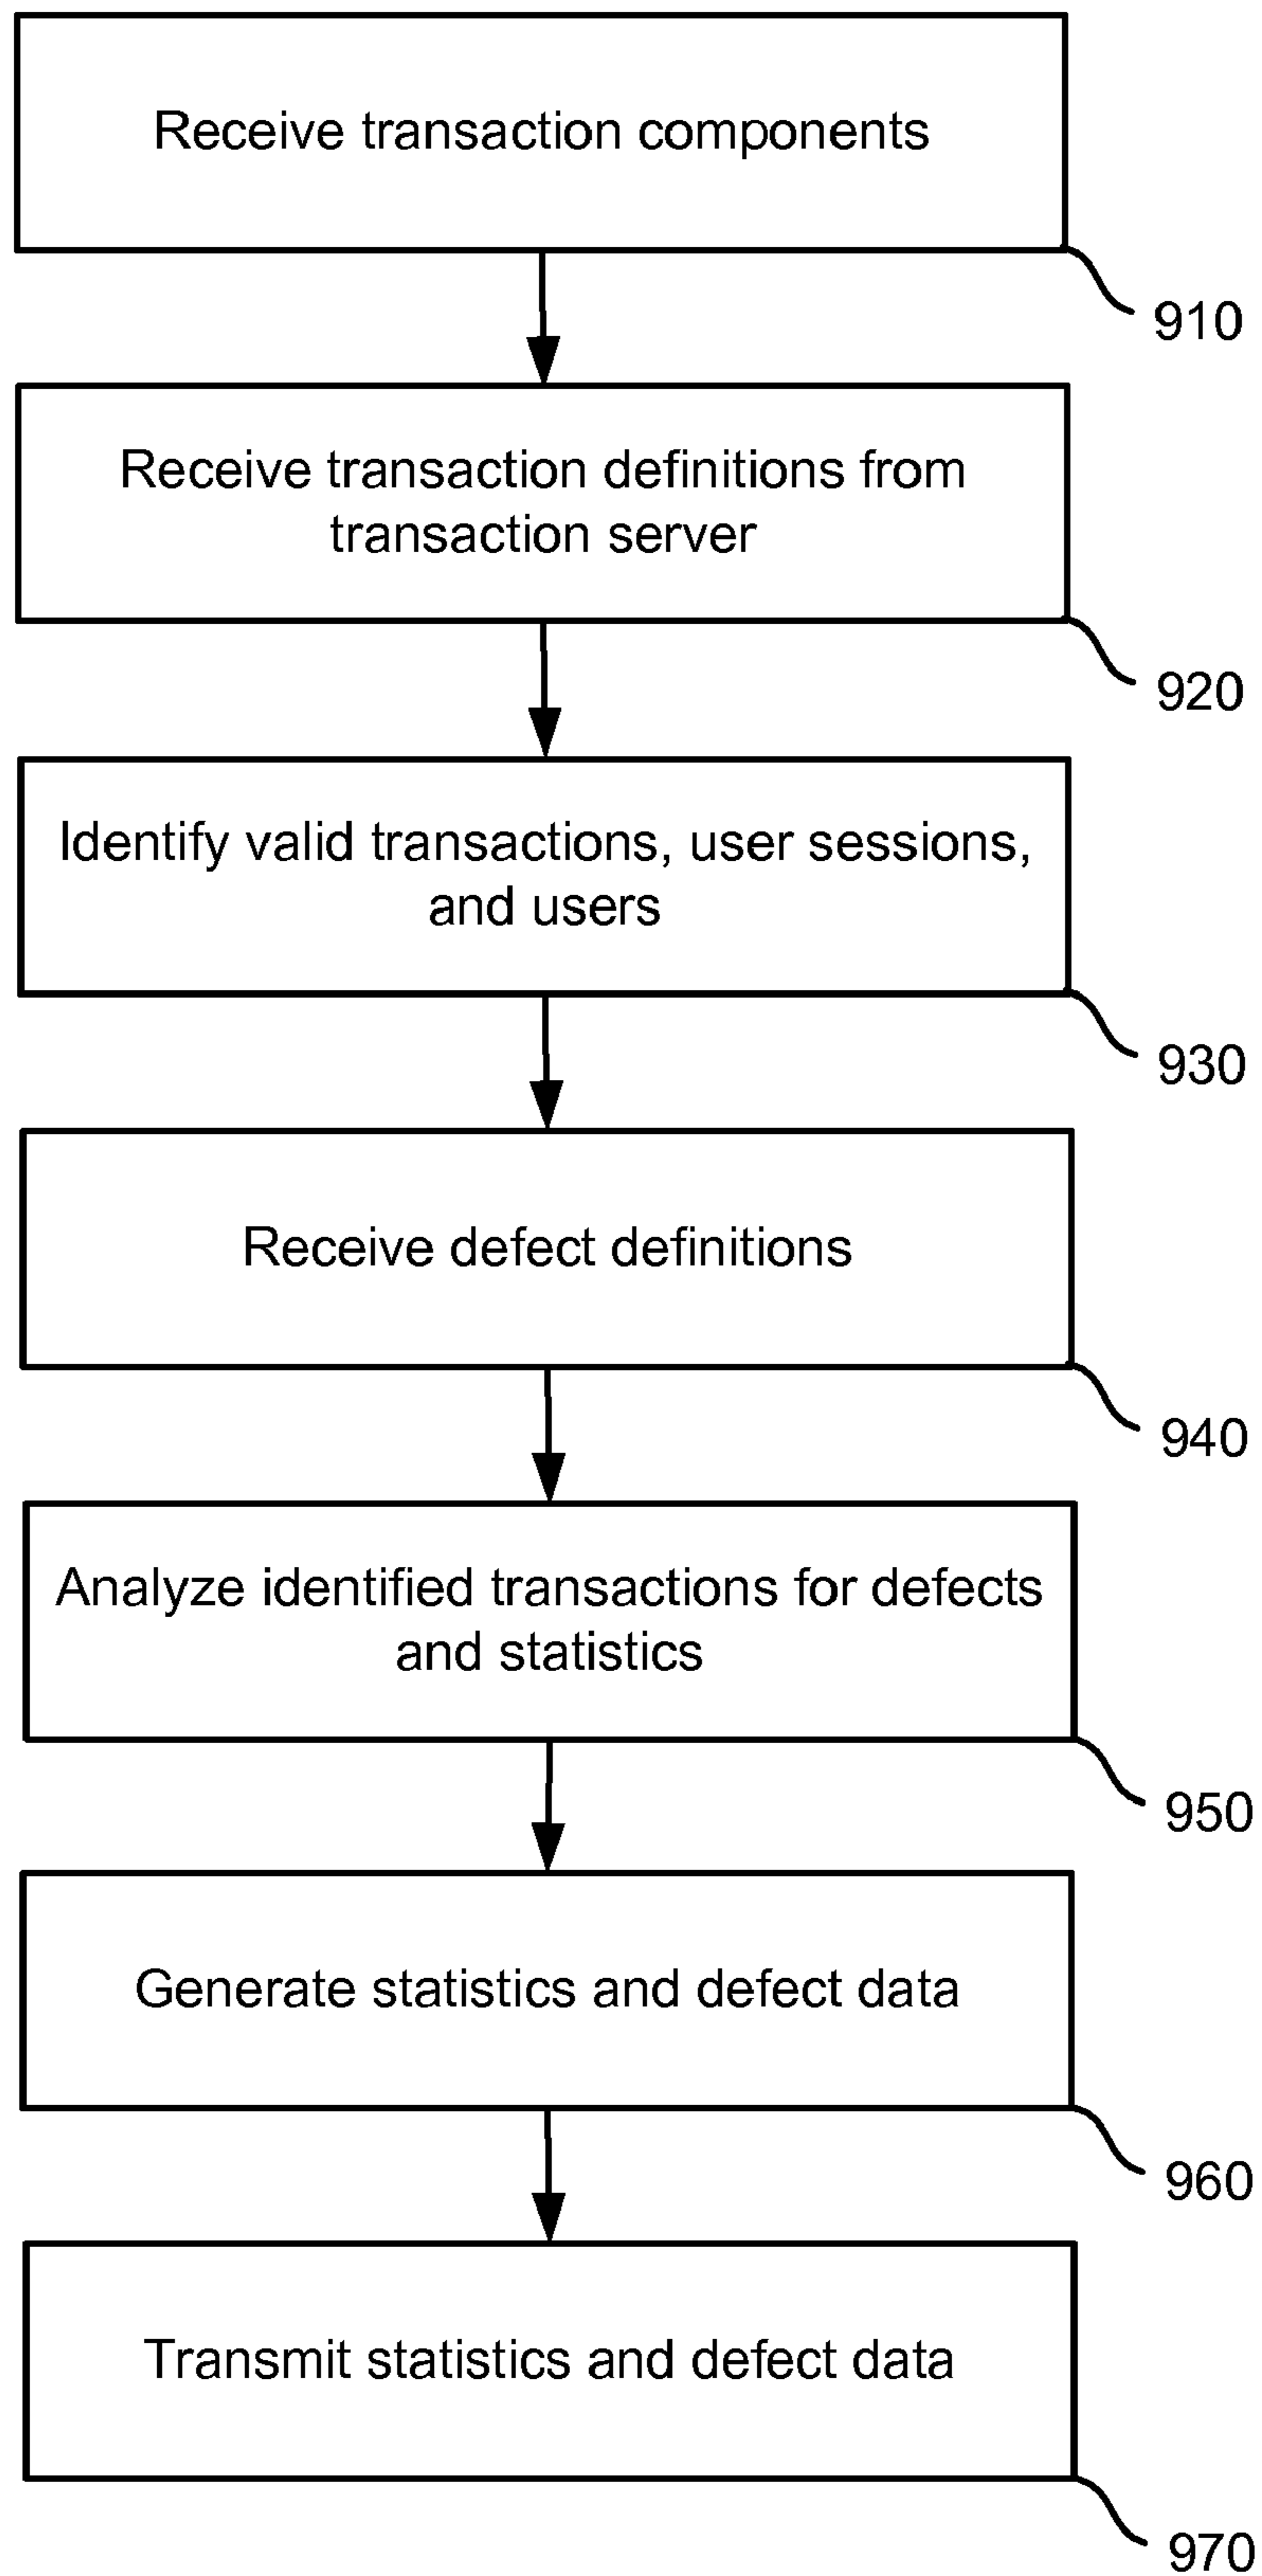 Receive transaction components
910
Receive transaction definitions from
transaction server
920
Identify valid transactions, user sessions,
and users
930
Receive defect definitions
940
Analyze identified transactions for defects
and statistics
950
Generate statistics and defect data
960
Transmit statistics and defect data
970